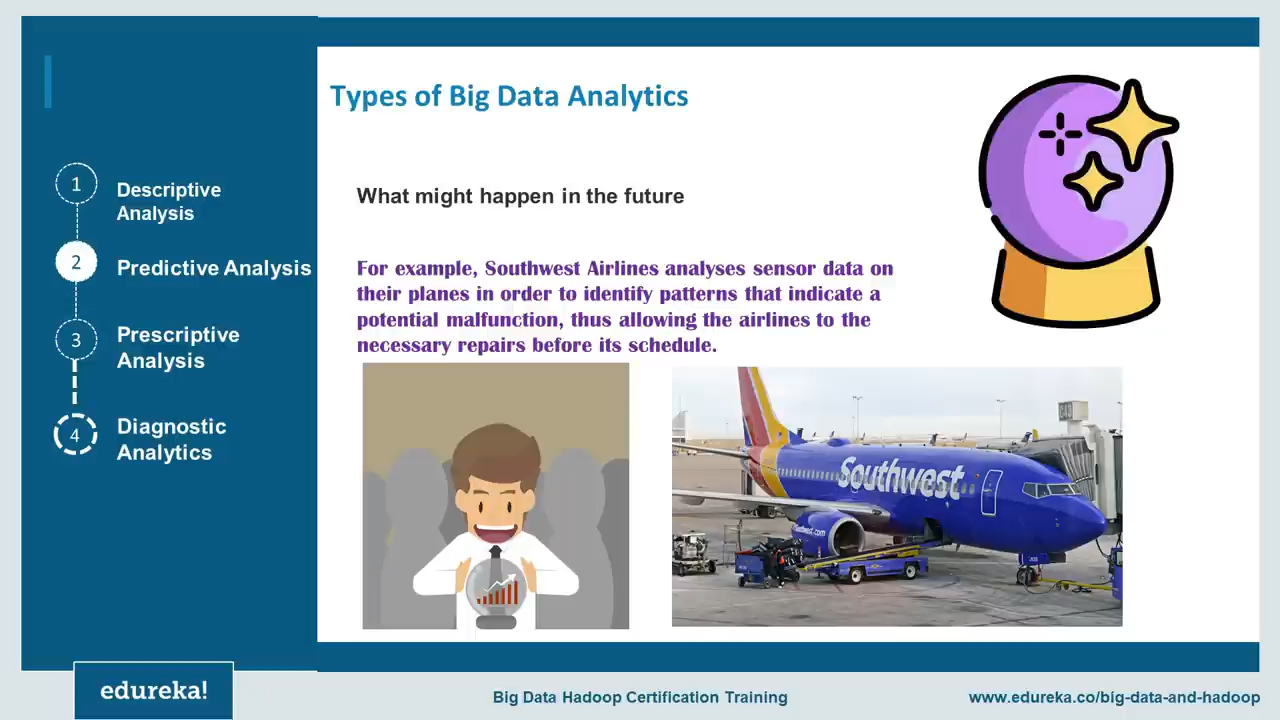 Types of Big Data Analytics
1
Descriptive
Analysis
2
Predictive Analysis
3
Prescriptive
Analysis
4
Diagnostic
Analytics
What might happen in the future
For example, Southwest Airlines analyses sensor data on
their planes in order to identify patterns that indicate a
potential malfunction, thus allowing the airlines to the
necessary repairs before its schedule.
Southwest
edureka!
Big Data Hadoop Certification Training
www.edureka.co/big-data-and-hadoop